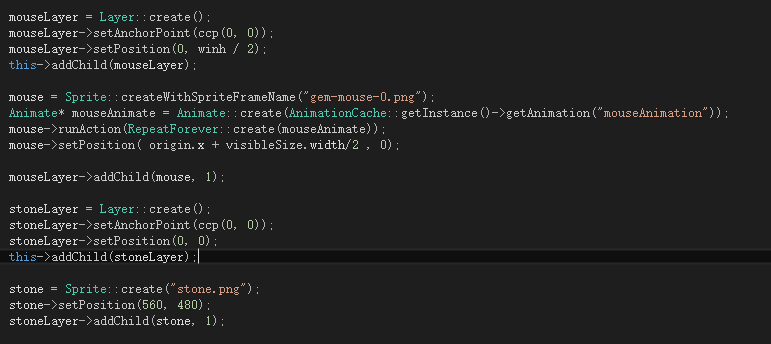 mouseLayer = Layer::create();
mouseLayer->setAnchorPoint(ccp(0, 0));
mouseLayer->setPosition(0, winh / 2);
this->addChild(mouseLayer);
mouse = Sprite::createWithSpriteFrameName("gem-mouse-0.png");
Animate* mouseAnimate = Animate::create(AnimationCache::getInstance()->getAnimation("mouseAnimation"));
mouse->runAction(RepeatForever::create(mouseAnimate));
mouse->setPosition( origin.x + visibleSize.width/2 , 0);
mouseLayer->addChild(mouse, 1);
stoneLayer = Layer::create();
stoneLayer->setAnchorPoint(ccp(0, 0));
stoneLayer->setPosition(0, 0);
this->addChild(stoneLayer);
stone = Sprite::create("stone.png");
stone->setPosition(560, 480);
stoneLayer->addChild(stone, 1);